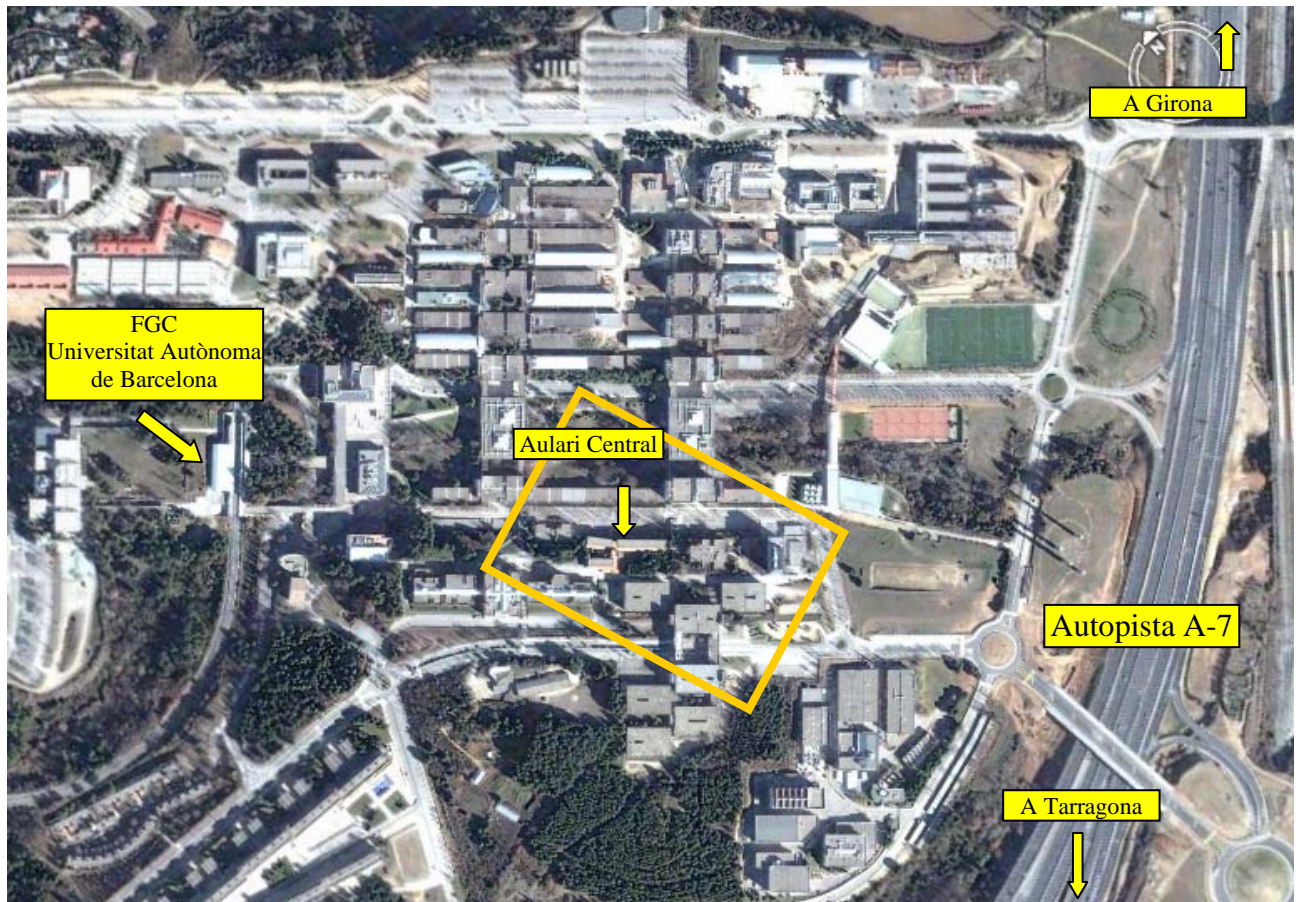 N
A Girona
FGC
Universitat Autònoma
de Barcelona
Aulari Central
Autopista A-7
A Tarragona